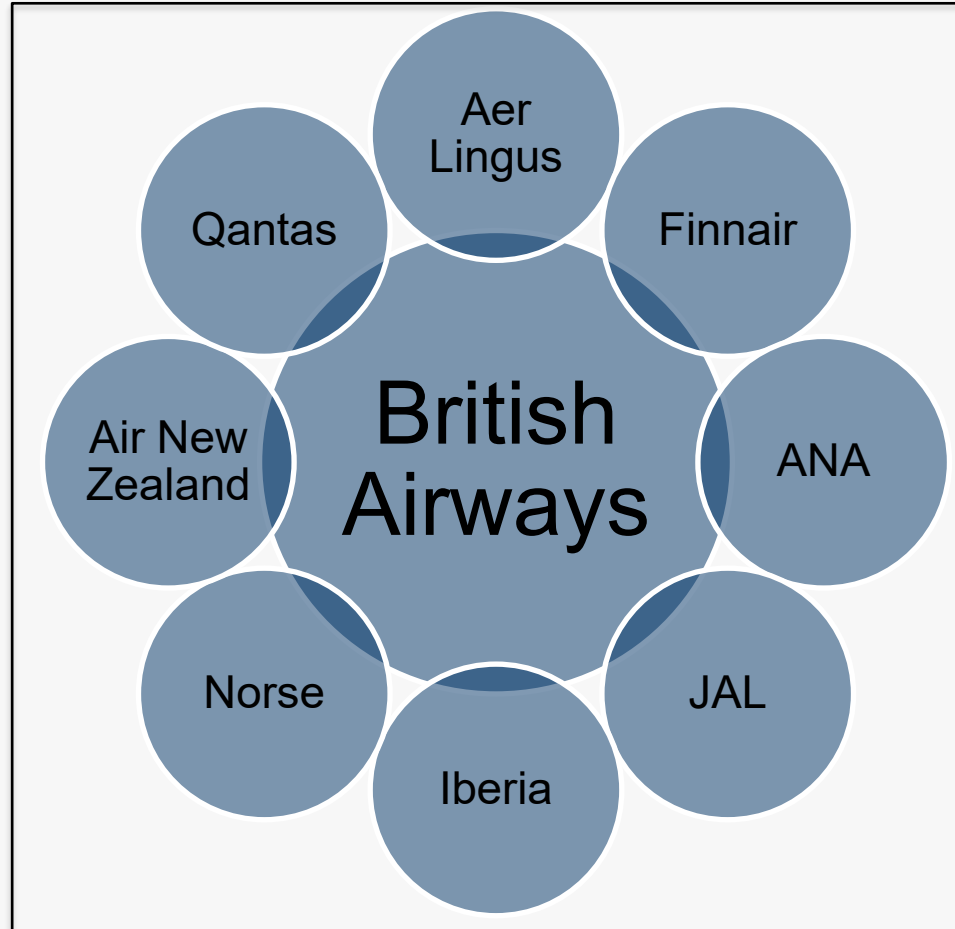 Aer
Lingus
Qantas
Finnair
British
Airways
Air New
Zealand
ANA
Norse
JAL
Iberia